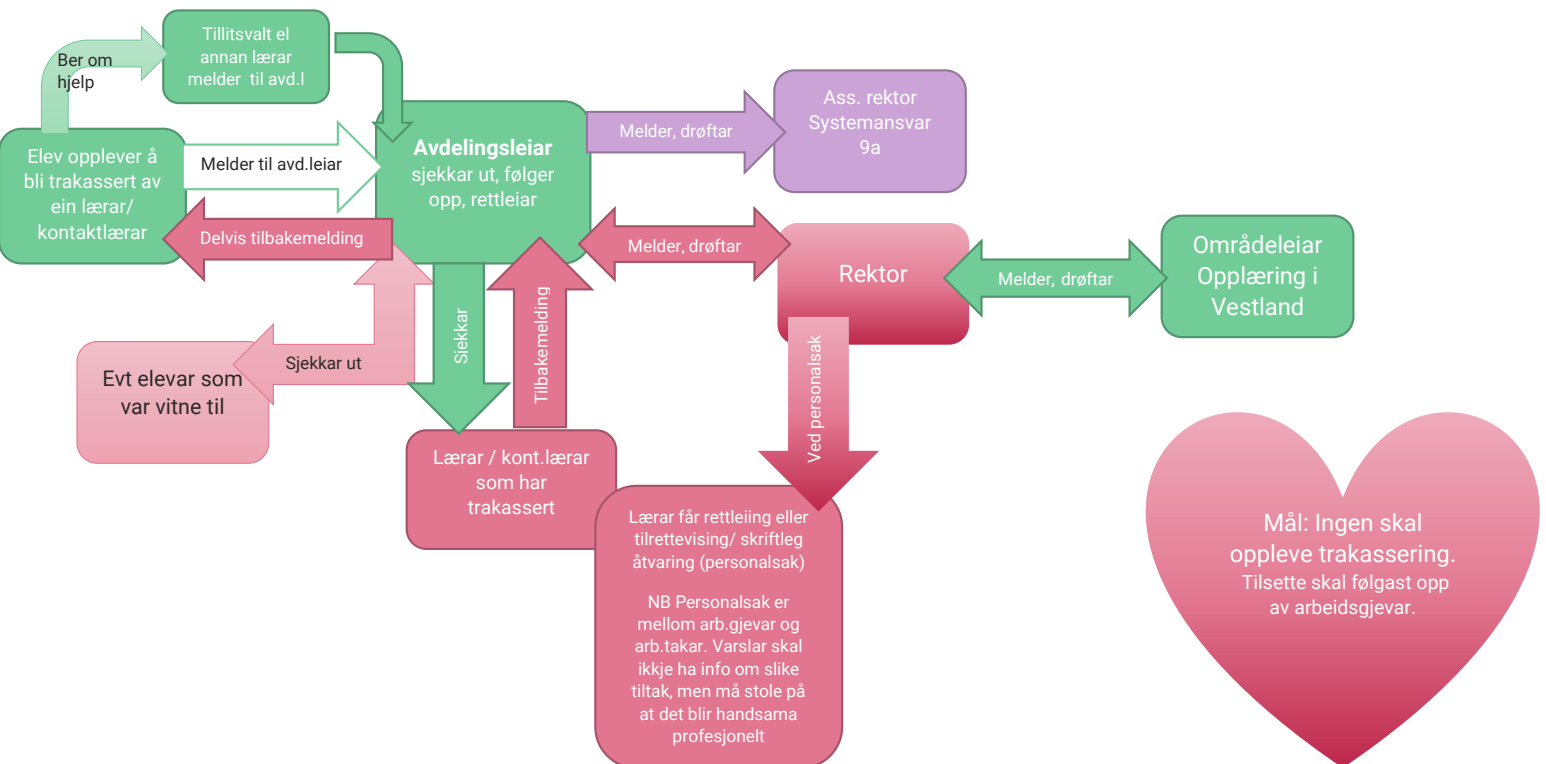 Tillitsvalt el
annan lærar
melder til avd.l
Ber om
hjelp
Elev opplever å
bli trakassert av
ein lærar/
kontaktlærar
Melder til avd.leiar
Delvis tilbakemelding
Avdelingsleiar
sjekkar ut, følger
opp, rettleiar
Melder, drøftar
Ass. rektor
Systemansvar
9a
Melder, drøftar
Rektor
Melder, drøftar
Områdeleiar
Opplæring i
Vestland
Sjekkar ut
Evt elevar som
var vitne til
Sjekkar
Tilbakemelding
Lærar / kont.lærar
som har
trakassert
Ved personalsak
Lærar får rettleiing eller
tilrettevising/ skriftleg
åtvaring (personalsak)
NB Personalsak er
mellom arb.gjevar og
arb.takar. Varslar skal
ikkje ha info om slike
tiltak, men må stole på
at det blir handsama
profesjonelt
Mål: Ingen skal
oppleve trakassering.
Tilsette skal følgast opp
av arbeidsgjevar.